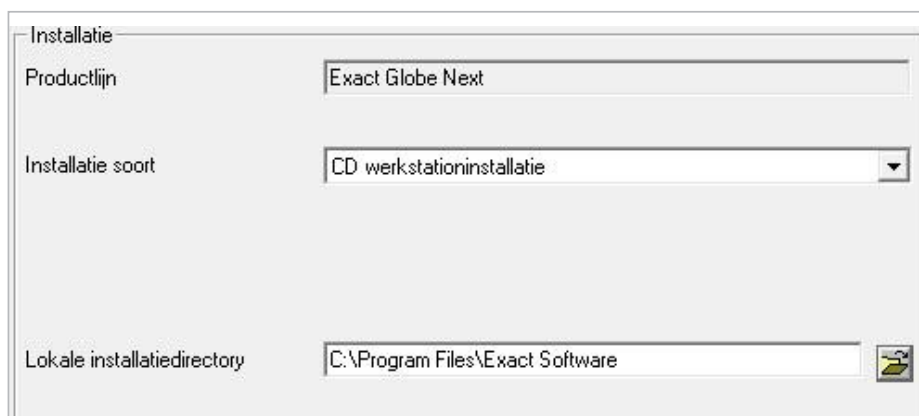 Installatie
Productlijn
Exact Globe Next
Installatie soort
CD werkstationinstallatie
Lokale installatiedirectory
C:\Program Files\Exact Software